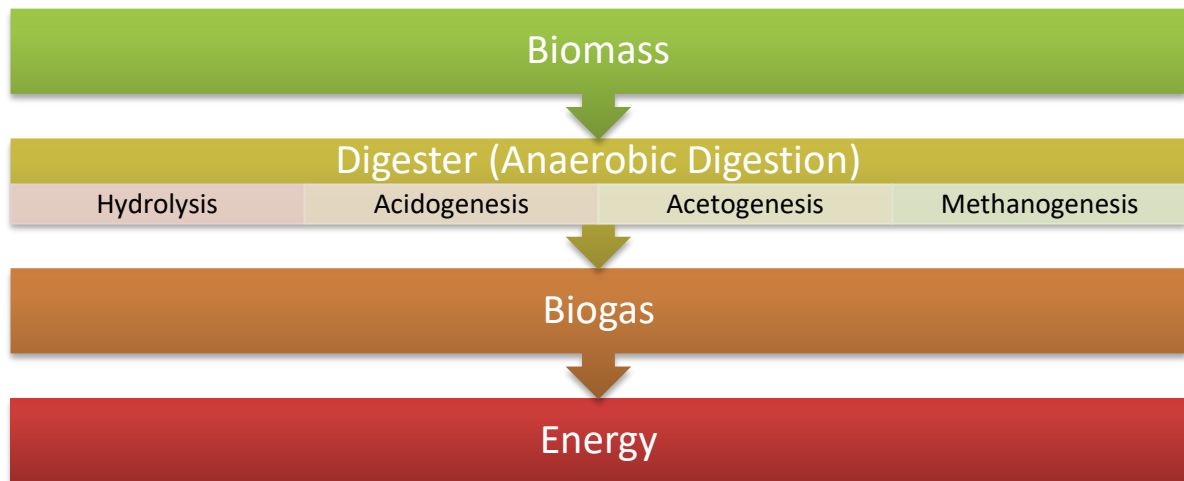 Biomass
Digester (Anaerobic Digestion)
Hydrolysis Acidogenesis Acetogenesis Methanogenesis
Biogas
Energy